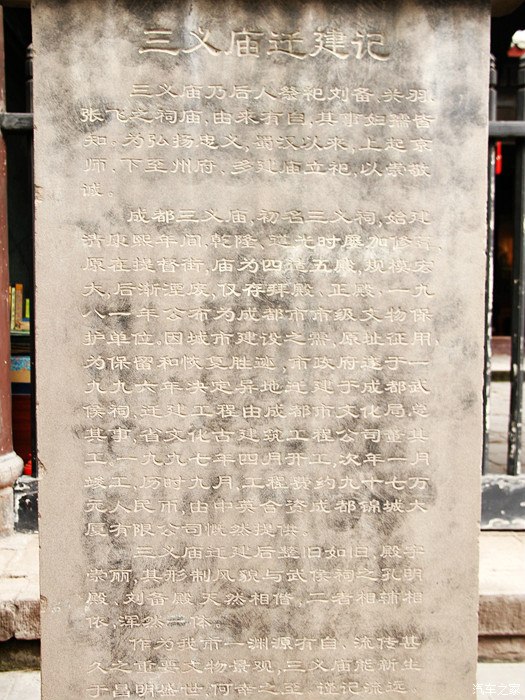 三义庙迁建记
三义庙乃后人祭祀刘备、关羽、
张飞之祠庙，由来有自，其事妇孺皆
知。为弘扬忠义，蜀汉以来，上起京
师，下至州府，多建庙立祀，以崇敬
诚。
成都三义庙，初名三义祠，始建
清康熙年间，乾隆、道光时屡加修葺，
原在提督街，庙为四造五殿，规模宏
大，后渐湮废，仅存拜殿、正殿，一九
八一年公布为成都市市级文物保
护单位。因城市建设之需，原址征用，
为保留和恢复胜迹，市政府遂于一
九九六年决定异地迁建于成都武
侯祠，迁建工程由成都市文化局总
其事，省文化古建筑工程公司董其
工，一九九七年四月开工，次年一月
竣工，历时九月，工程费约九十七万
元人民币，由中英合资成都锦城大
厦有限公司慨然提供。
三义庙迁建后整旧如旧，殿宇
崇丽，其形制风貌与武侯祠之孔明
殿、刘备殿天然相偕，二者相辅相
依，浑然一体。
作为我市一渊源有自、流传甚
久之重要文物景观，三义庙能新生
于昌明盛世，何幸之至，谨记流远。
汽车之家